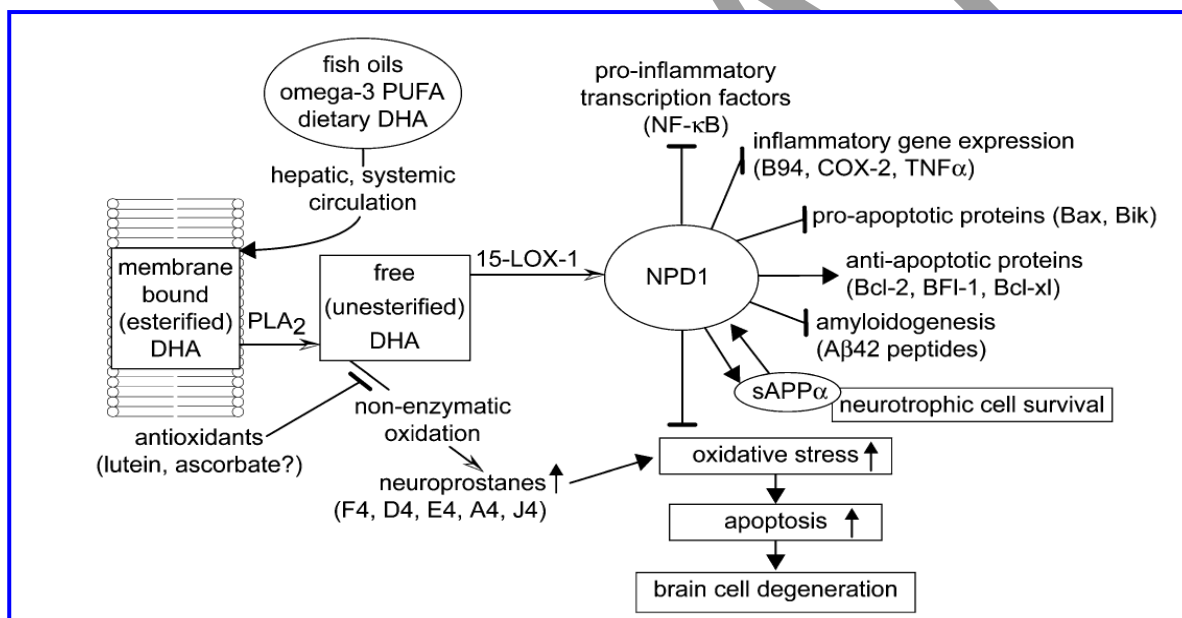 fish oils
omega-3 PUFA
dietary DHA
hepatic, systemic
circulation
membrane
bound
(esterified)
DHA
PLA2
free
(unesterified)
DHA
15-LOX-1
NPD1
pro-inflammatory
transcription factors
(NF-κB)
inflammatory gene expression
(B94, COX-2, TNFα)
pro-apoptotic proteins (Bax, Bik)
anti-apoptotic proteins
(Bcl-2, BFl-1, Bcl-xl)
amyloidogenesis
(Aβ42 peptides)
sAPPα
neurotrophic cell survival
antioxidants
(lutein, ascorbate?)
non-enzymatic
oxidation
neuroprostanes
(F4, D4, E4, A4, J4)
oxidative stress
apoptosis
brain cell degeneration